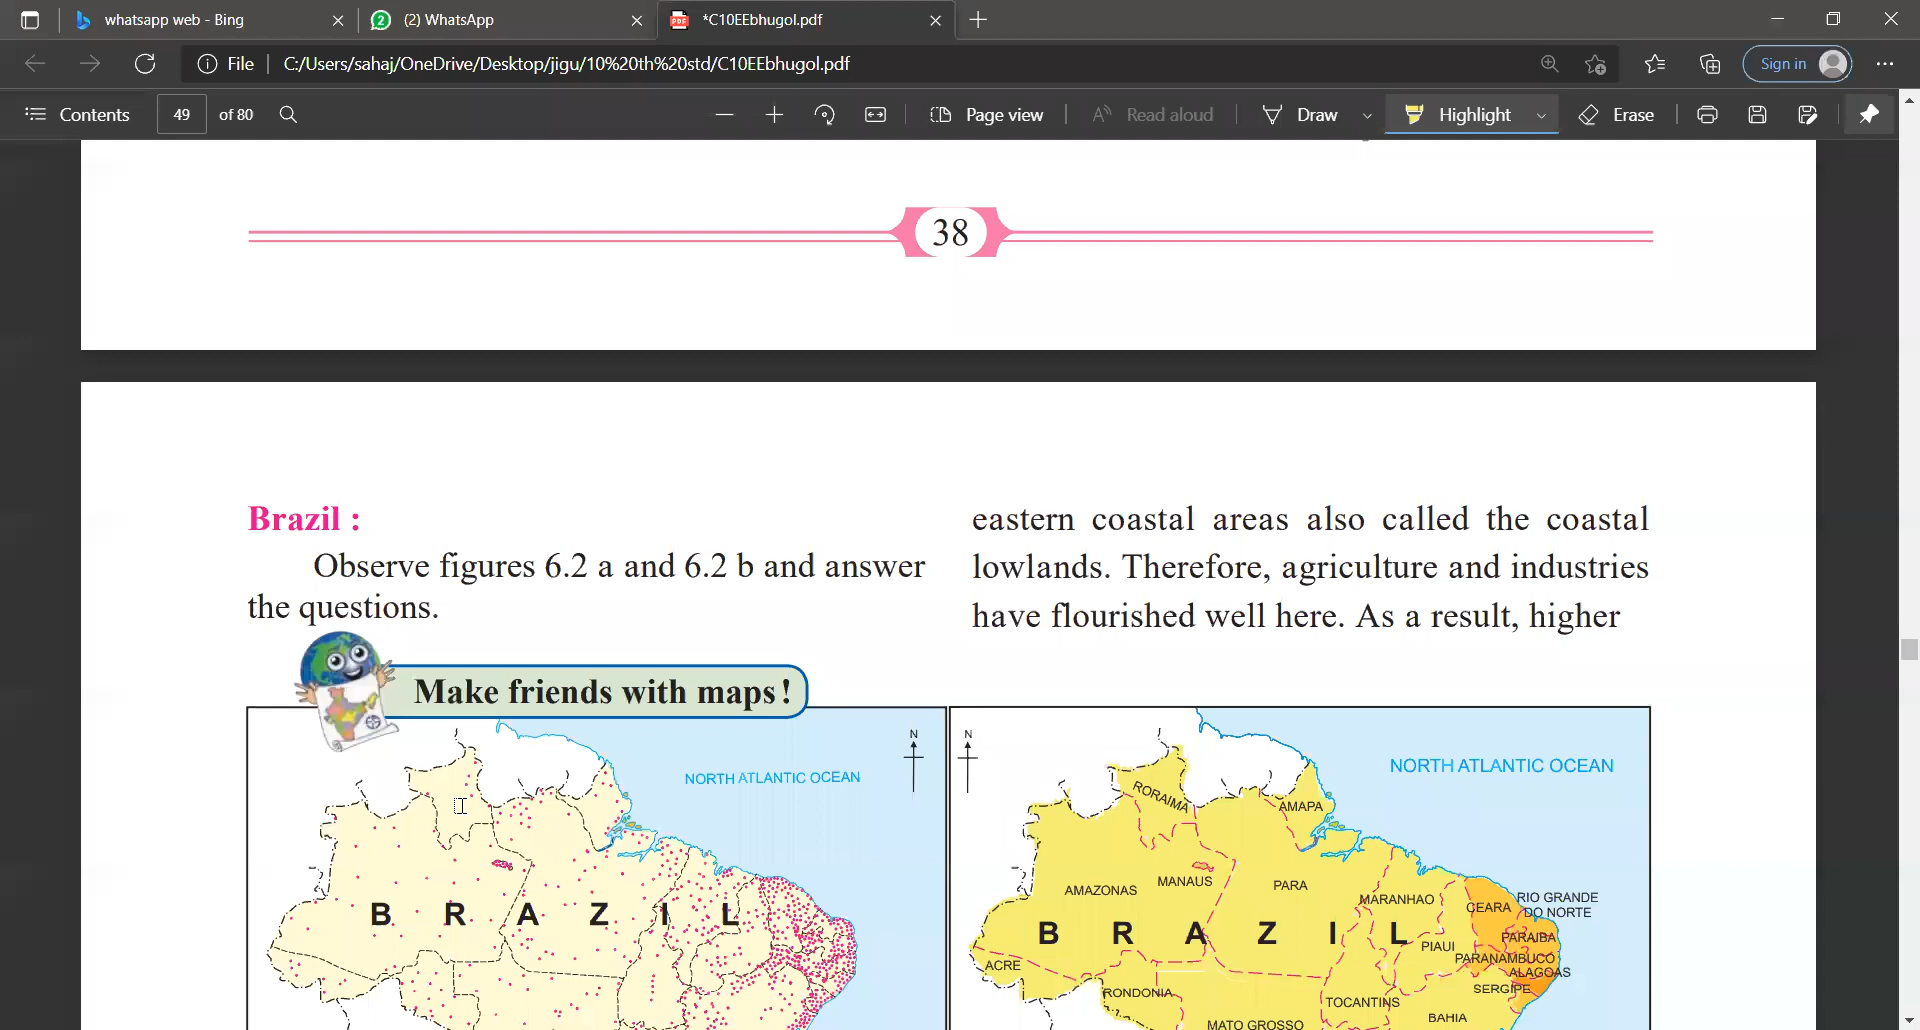 whatsapp web - Bing
(2) WhatsApp
*C10EEbhugol.pdf
File
C:/Users/sahaj/OneDrive/Desktop/jigu/10%20th%20std/C10EEbhugol.pdf
Sign in
Contents
49
of 80
Page view
Read aloud
Draw
Highlight
Erase
38
Brazil :
Observe figures 6.2 a and 6.2 b and answer
the questions.
eastern coastal areas also called the coastal
lowlands. Therefore, agriculture and industries
have flourished well here. As a result, higher
Make friends with maps!
N
NORTH ATLANTIC OCEAN
B R A Z I L
N
NORTH ATLANTIC OCEAN
RORAIMA
AMAPA
AMAZONAS
MANAUS
PARA
MARANHAO
CEARA
RIO GRANDE
DO NORTE
B R A Z I L
PIAUI
PARAIBA
PARANAMBUCO
ALAGOAS
ACRE
SERGIPE
RONDONIA
TOCANTINS
BAHIA
MATO GROSSO